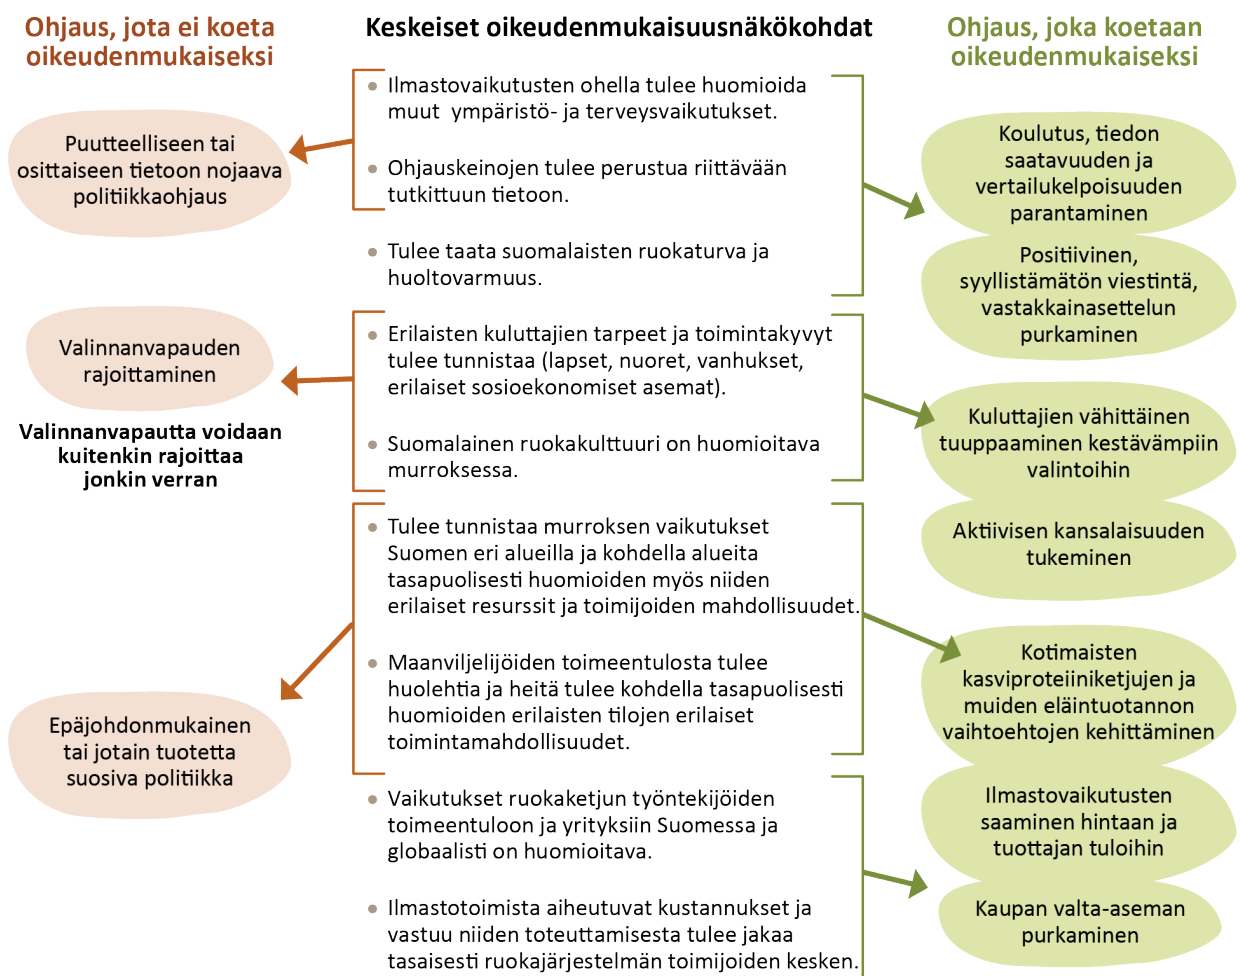 Ohjaus, jota ei koeta
oikeudenmukaiseksi
Puutteelliseen tai
osittaiseen tietoon nojaava
politiikkaohjaus
Valinnanvapauden
rajoittaminen
Valinnanvapautta voidaan
kuitenkin rajoittaa
jonkin verran
Epäjohdonmukainen
tai jotain tuotetta
suosiva politiikka
Keskeiset oikeudenmukaisuusnäkökohdat
• Ilmastovaikutusten ohella tulee huomioida
muut ympäristö- ja terveysvaikutukset.
• Ohjauskeinojen tulee perustua riittävään
tutkittuun tietoon.
• Tulee taata suomalaisten ruokaturva ja
huoltovarmuus.
• Erilaisten kuluttajien tarpeet ja toimintakyvyt
tulee tunnistaa (lapset, nuoret, vanhukset,
erilaiset sosioekonomiset asemat).
• Suomalainen ruokakulttuuri on huomioitava
murroksessa.
• Tulee tunnistaa murroksen vaikutukset
Suomen eri alueilla ja kohdella alueita
tasapuolisesti huomioiden myös niiden
erilaiset resurssit ja toimijoiden mahdollisuudet.
• Maanviljelijöiden toimeentulosta tulee
huolehtia ja heitä tulee kohdella tasapuolisesti
huomioiden erilaisten tilojen erilaiset
toimintamahdollisuudet.
• Vaikutukset ruokaketjun työntekijöiden
toimeentuloon ja yrityksiin Suomessa ja
globaalisti on huomioitava.
• Ilmastotoimista aiheutuvat kustannukset ja
vastuu niiden toteuttamisesta tulee jakaa
tasaisesti ruokajärjestelmän toimijoiden kesken.
Ohjaus, joka koetaan
oikeudenmukaiseksi
Koulutus, tiedon
saatavuuden ja
vertailukelpoisuuden
parantaminen
Positiivinen,
syyllistämätön viestintä,
vastakkainasettelun
purkaminen
Kuluttajien vähittäinen
tuuppaaminen kestävämpiin
valintoihin
Aktiivisen kansalaisuuden
tukeminen
Kotimaisten
kasviproteiiniketjujen ja
muiden eläintuotannon
vaihtoehtojen kehittäminen
Ilmastovaikutusten
saaminen hintaan ja
tuottajan tuloihin
Kaupan valta-aseman
purkaminen